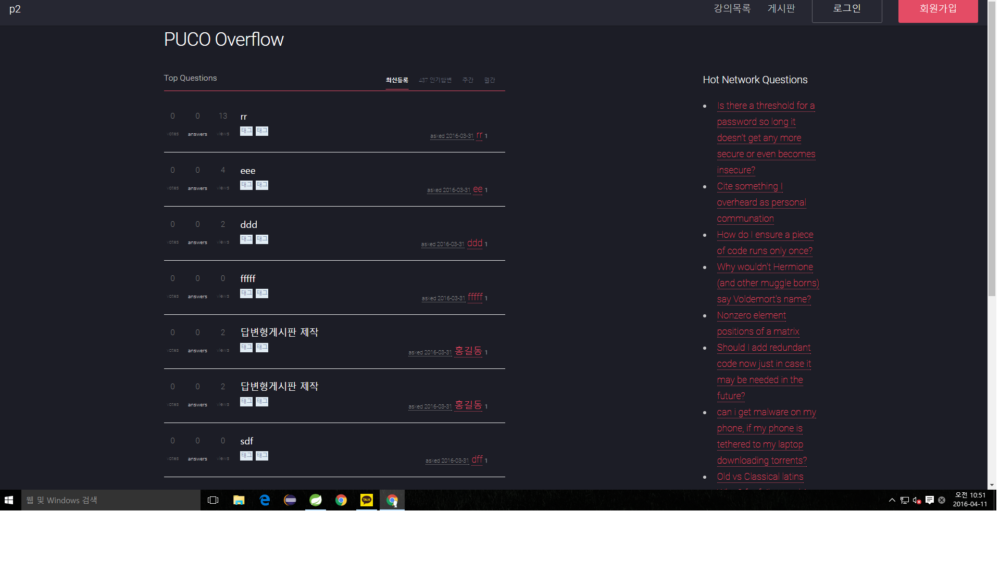 p2
강의목록 게시판 로그인 회원가입
PUCO Overflow
Top Questions 최신등록 437 인기답변 주간 월간
0 0 13 rr
votes answers views 태그 태그
asked 2016-03-31 rr 1
0 0 4 eee
votes answers views 태그 태그
asked 2016-03-31 ee 1
0 0 2 ddd
votes answers views 태그 태그
asked 2016-03-31 ddd 1
0 0 0 fffff
votes answers views 태그 태그
asked 2016-03-31 fffff 1
0 0 2 답변형게시판 제작
votes answers views 태그 태그
asked 2016-03-31 홍길동 1
0 0 2 답변형게시판 제작
votes answers views 태그 태그
asked 2016-03-31 홍길동 1
0 0 0 sdf
votes answers views 태그 태그
asked 2016-03-31 dff 1
Hot Network Questions
Is there a threshold for a
password so long it
doesn't get any more
secure or even becomes
insecure?
Cite something I
overheard as personal
communation
How do I ensure a piece
of code runs only once?
Why wouldn't Hermione
(and other muggle borns)
say Voldemort's name?
Nonzero element
positions of a matrix
Should I add redundant
code now just in case it
may be needed in the
future?
can i get malware on my
phone, if my phone is
tethered to my laptop
downloading torrents?
Old vs Classical latins
웹 및 Windows 검색
TALK
오전 10:51
2016-04-11